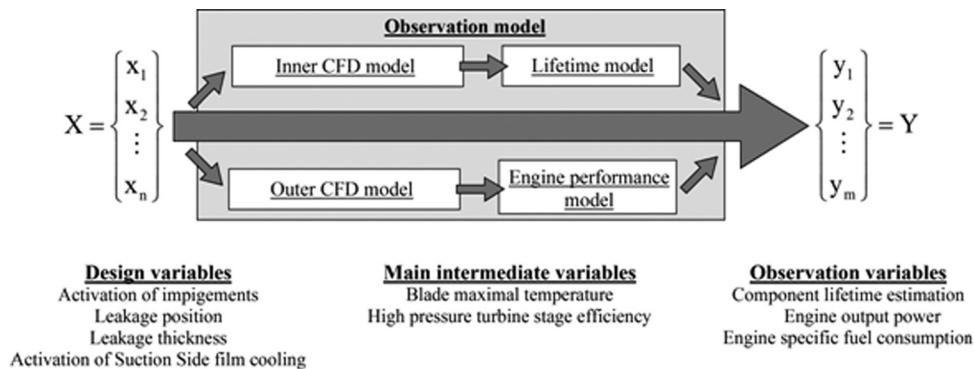 Observation model
Inner CFD model
Lifetime model
X = { x1 x2 ⋮ xn }
{ y1 y2 ⋮ ym } = Y
Outer CFD model
Engine performance
model
Design variables
Activation of impigements
Leakage position
Leakage thickness
Activation of Suction Side film cooling
Main intermediate variables
Blade maximal temperature
High pressure turbine stage efficiency
Observation variables
Component lifetime estimation
Engine output power
Engine specific fuel consumption